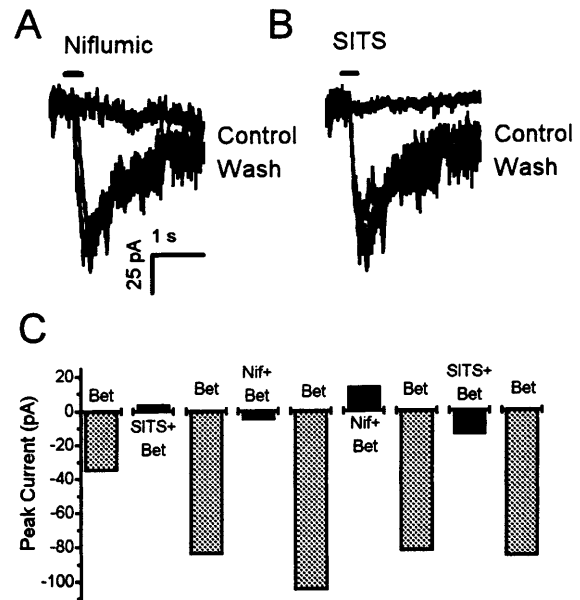 A
Niflumic
Control
Wash
1 s
25 pA
B
SITS
Control
Wash
C
Peak Current (pA)
20
0
-20
-40
-60
-80
-100
Bet
SITS+
Bet
Bet
Nif+
Bet
Bet
Nif+
Bet
Bet
SITS+
Bet
Bet